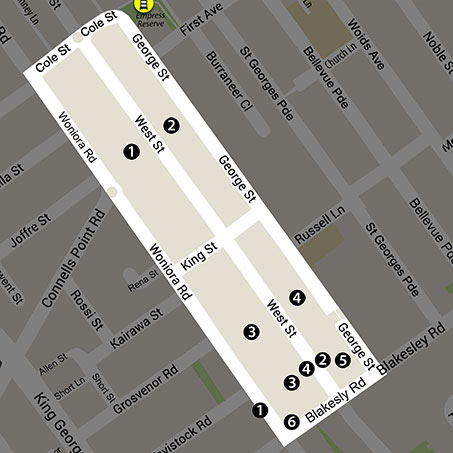 Cole St
Cole St
Empress
Reserve
First Ave
George St
Burraneer Cl
St Georges Pde
Church Ln
Bellevue Pde
Wolds Ave
Noble St
Woniora Rd
West St
1
2
George St
Joffre St
Connells Point Rd
Rena St
Woniora Rd
King St
Russell Ln
St Georges Pde
Bellevue Pde
Rossi St
Kairawa St
West St
4
3
George St
Blakesley Rd
Allen St
Short Ln
Short St
Grosvenor Rd
4
2
5
3
1
6
Blakesly Rd
King Georg
vistock Rd
Rd